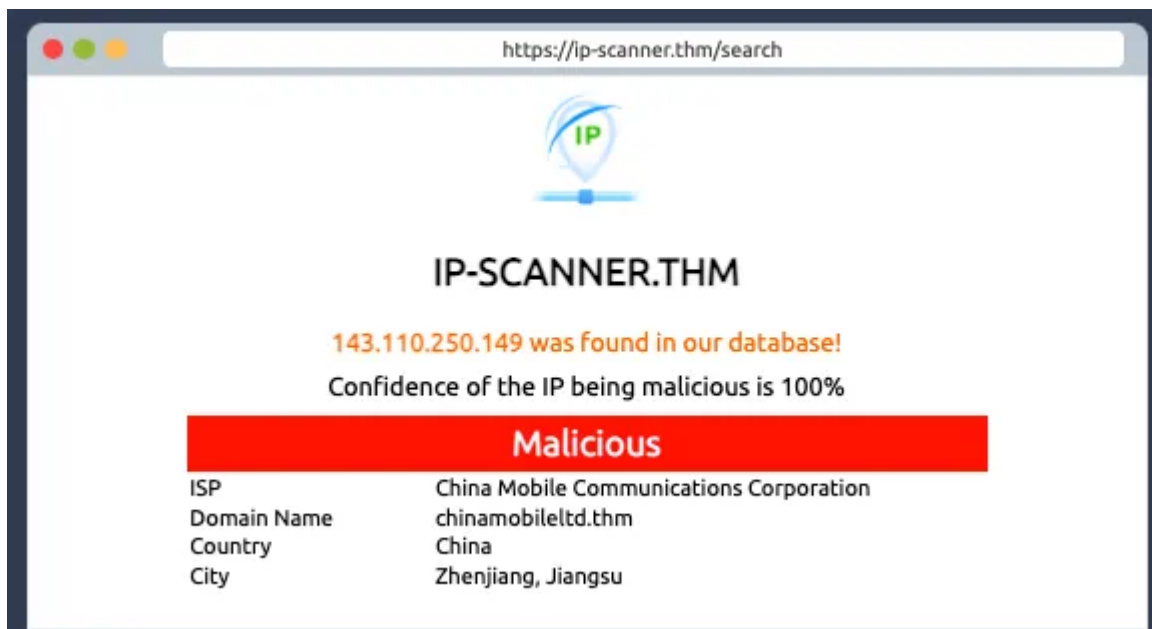 https://ip-scanner.thm/search
IP
IP-SCANNER.THM
143.110.250.149 was found in our database!
Confidence of the IP being malicious is 100%
Malicious
ISP China Mobile Communications Corporation
Domain Name chinamobileltd.thm
Country China
City Zhenjiang, Jiangsu